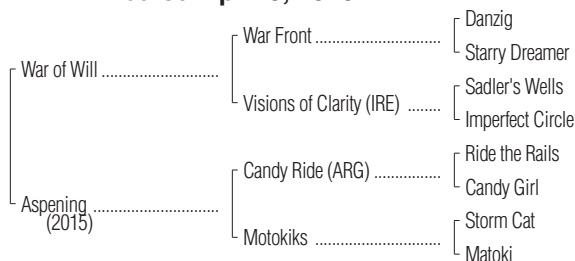 War of Will
War Front
Danzig
Starry Dreamer
Visions of Clarity (IRE)
Sadler's Wells
Imperfect Circle
Aspening
(2015)
Candy Ride (ARG)
Ride the Rails
Candy Girl
Motokiks
Storm Cat
Matoki